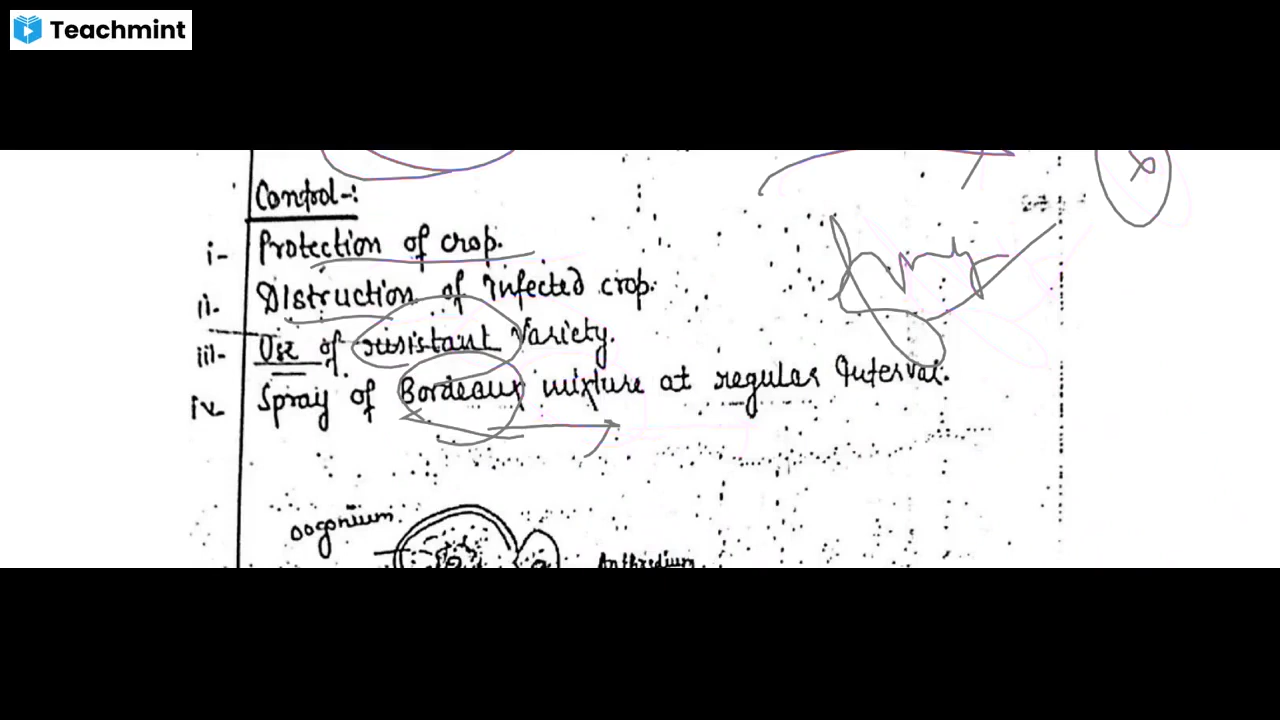 Teachmint
Control-:
i- Protection of crop.
ii- Distruction of infected crop.
iii- Use of resistant Variety.
iv- Spray of Bordeaux mixture at regular Interval.
oogonium
Anthredium